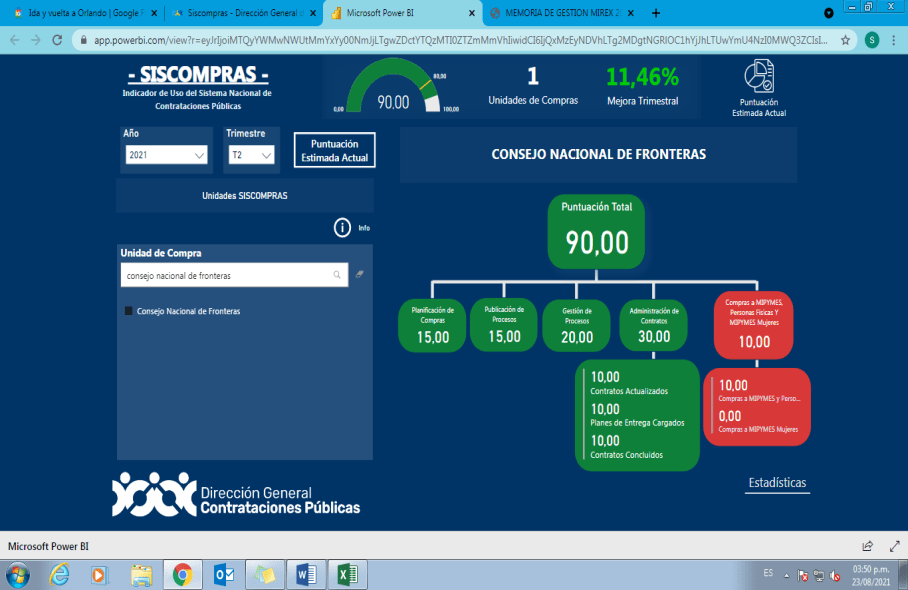 Ida y vuelta a Orlando | Google F
Siscompras - Dirección General d
Microsoft Power BI
MEMORIA DE GESTION MIREX 2
- SISCOMPRAS -
Indicador de Uso del Sistema Nacional de
Contrataciones Públicas
0,00
80,00
90,00
100,00
1
Unidades de Compras
11,46%
Mejora Trimestral
Puntuación
Estimada Actual
Año
2021
Trimestre
T2
Puntuación
Estimada Actual
CONSEJO NACIONAL DE FRONTERAS
Unidades SISCOMPRAS
Info
Unidad de Compra
consejo nacional de fronteras
Consejo Nacional de Fronteras
Puntuación Total
90,00
Planificación de
Compras
15,00
Publicación de
Procesos
15,00
Gestión de
Procesos
20,00
Administración de
Contratos
30,00
Compras a MIPYMES,
Personas Fisicas Y
MIPYMES Mujeres
10,00
10,00
Contratos Actualizados
10,00
Planes de Entrega Cargados
10,00
Contratos Concluidos
10,00
Compras a MIPYMES y Perso...
0,00
Compras a MIPYMES Mujeres
Estadísticas
Dirección General
Contrataciones Públicas
Microsoft Power BI
ES
03:50 p.m.
23/08/2021